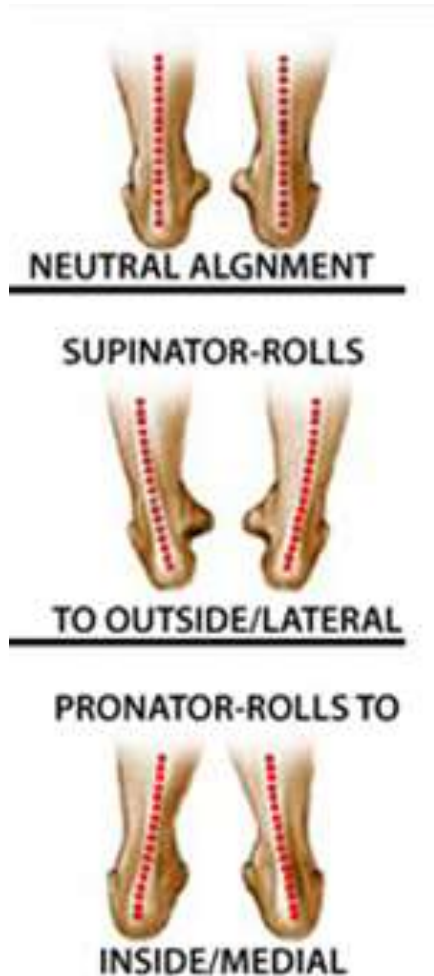 NEUTRAL ALGNMENT
SUPINATOR-ROLLS
TO OUTSIDE/LATERAL
PRONATOR-ROLLS TO
INSIDE/MEDIAL